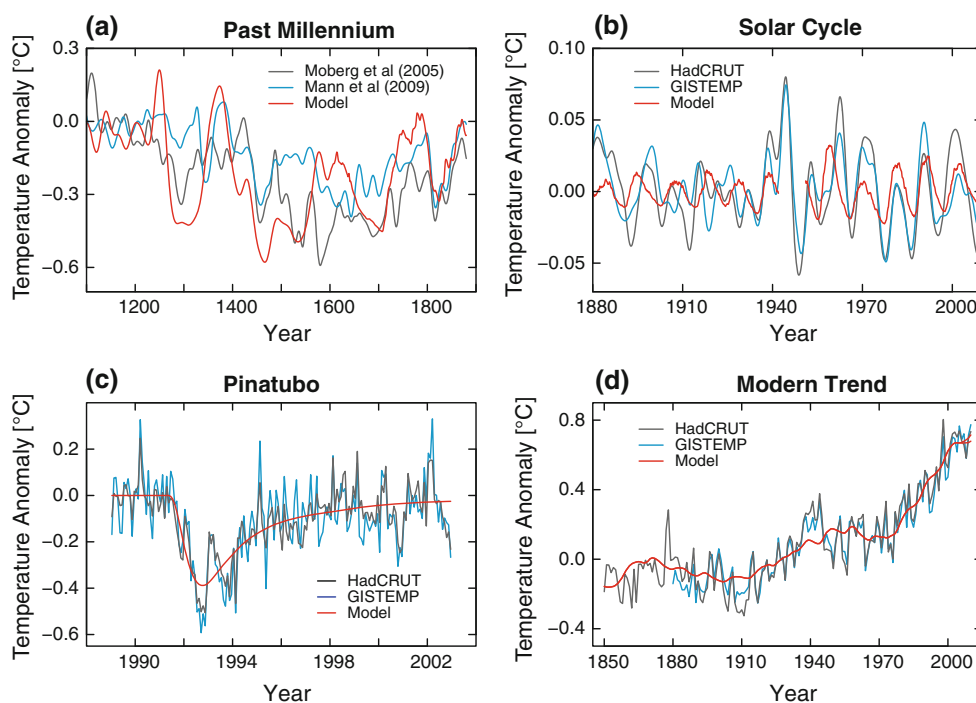 (a) Past Millennium
Temperature Anomaly [°C]
0.3
0.0
−0.3
−0.6
Moberg et al (2005)
Mann et al (2009)
Model
1200 1400 1600 1800
Year
(b) Solar Cycle
Temperature Anomaly [°C]
0.10
0.05
0.00
−0.05
HadCRUT
GISTEMP
Model
1880 1910 1940 1970 2000
Year
(c) Pinatubo
Temperature Anomaly [°C]
0.2
0.0
−0.2
−0.4
−0.6
HadCRUT
GISTEMP
Model
1990 1994 1998 2002
Year
(d) Modern Trend
Temperature Anomaly [°C]
0.8
0.4
0.0
−0.4
HadCRUT
GISTEMP
Model
1850 1880 1910 1940 1970 2000
Year